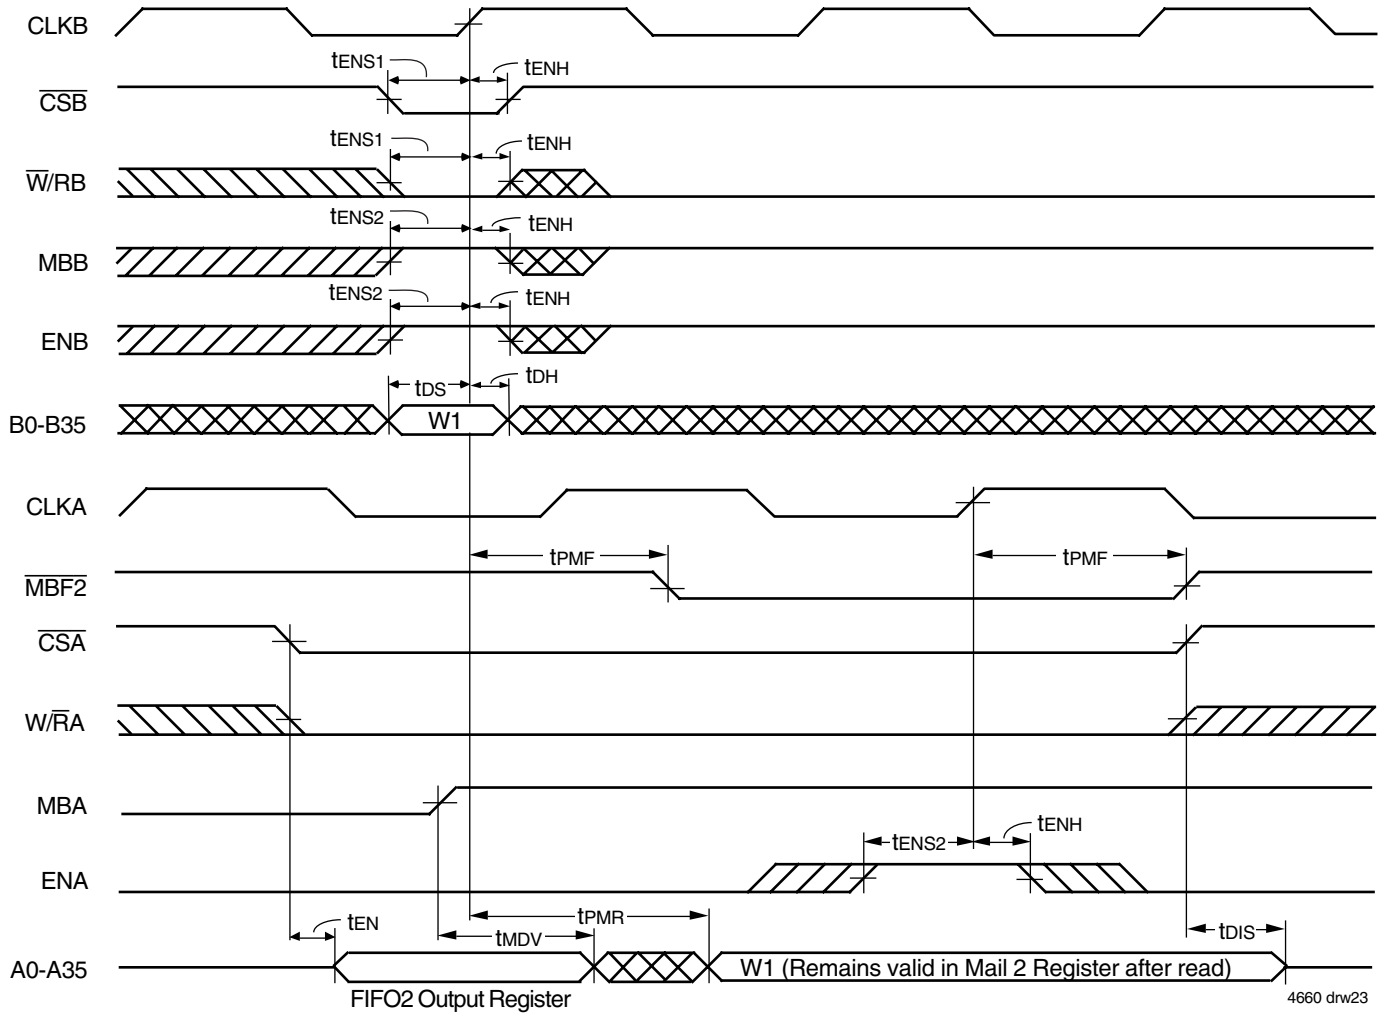 CLKB
tENS1
tENH
CSB
tENS1
tENH
W/RB
tENS2
tENH
MBB
tENS2
tENH
ENB
tDS
tDH
B0-B35
W1
CLKA
tPMF
tPMF
MBF2
CSA
W/RA
MBA
tENS2
tENH
ENA
tEN
tPMR
tMDV
tDIS
A0-A35
W1 (Remains valid in Mail 2 Register after read)
FIFO2 Output Register
4660 drw23